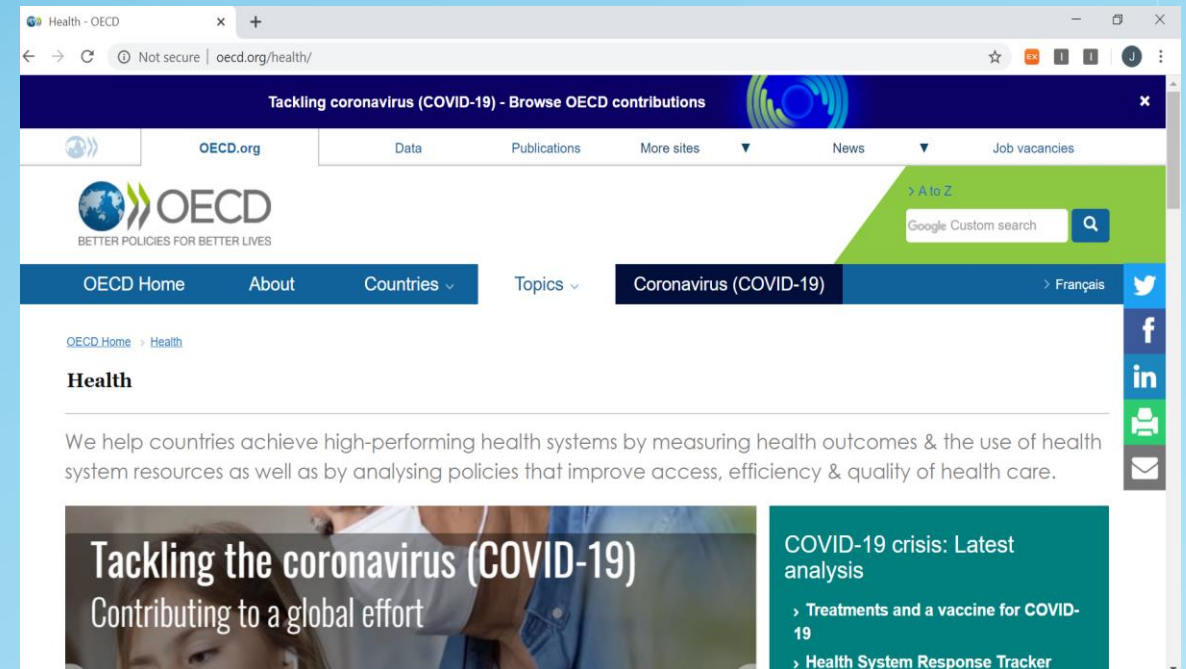 Health - OECD
Not secure | oecd.org/health/
EX
J
Tackling coronavirus (COVID-19) - Browse OECD contributions
OECD.org Data Publications More sites News Job vacancies
> A to Z
OECD
Google Custom search
BETTER POLICIES FOR BETTER LIVES
OECD Home About Countries Topics Coronavirus (COVID-19) > Français
OECD Home > Health
Health
We help countries achieve high-performing health systems by measuring health outcomes & the use of health
system resources as well as by analysing policies that improve access, efficiency & quality of health care.
Tackling the coronavirus (COVID-19)
Contributing to a global effort
COVID-19 crisis: Latest
analysis
> Treatments and a vaccine for COVID-
19
> Health System Response Tracker